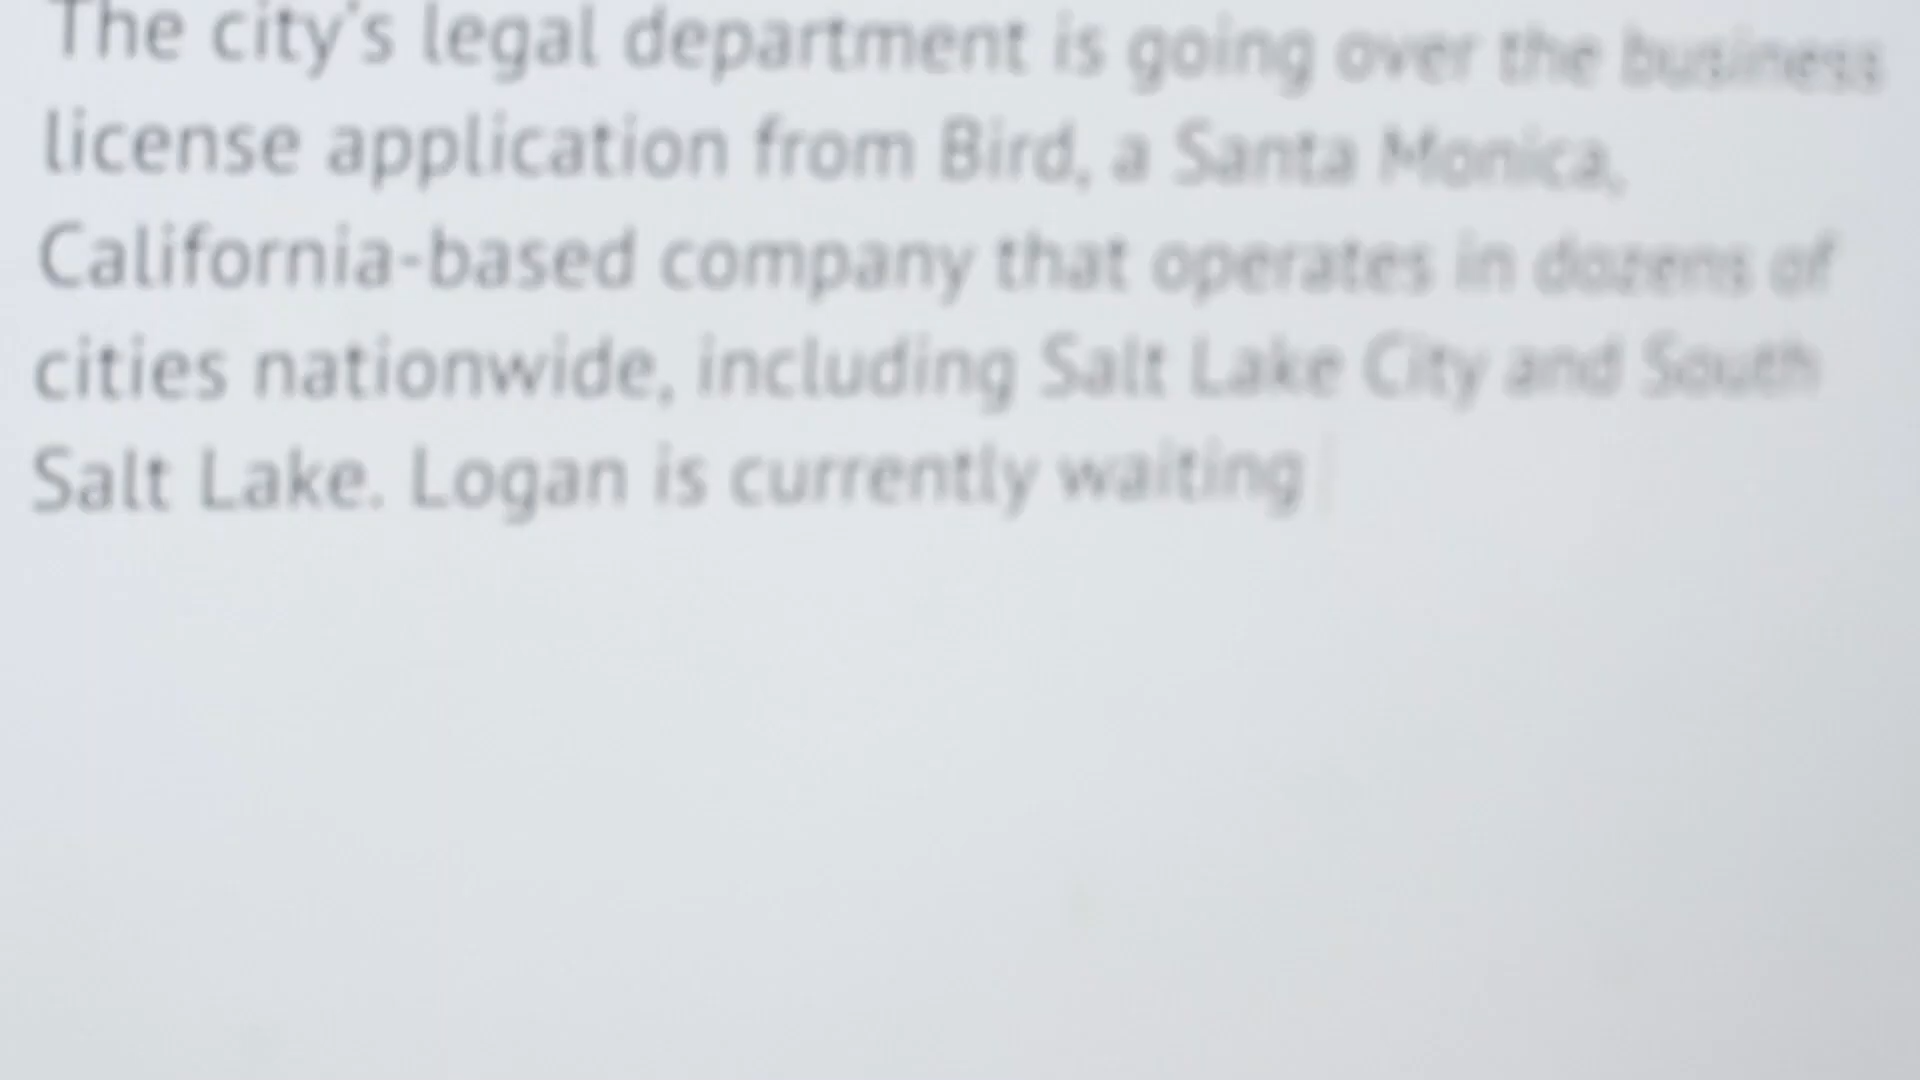 The city's legal department is going over the business
license application from Bird, a Santa Monica,
California-based company that operates in dozens of
cities nationwide, including Salt Lake City and South
Salt Lake. Logan is currently waiting